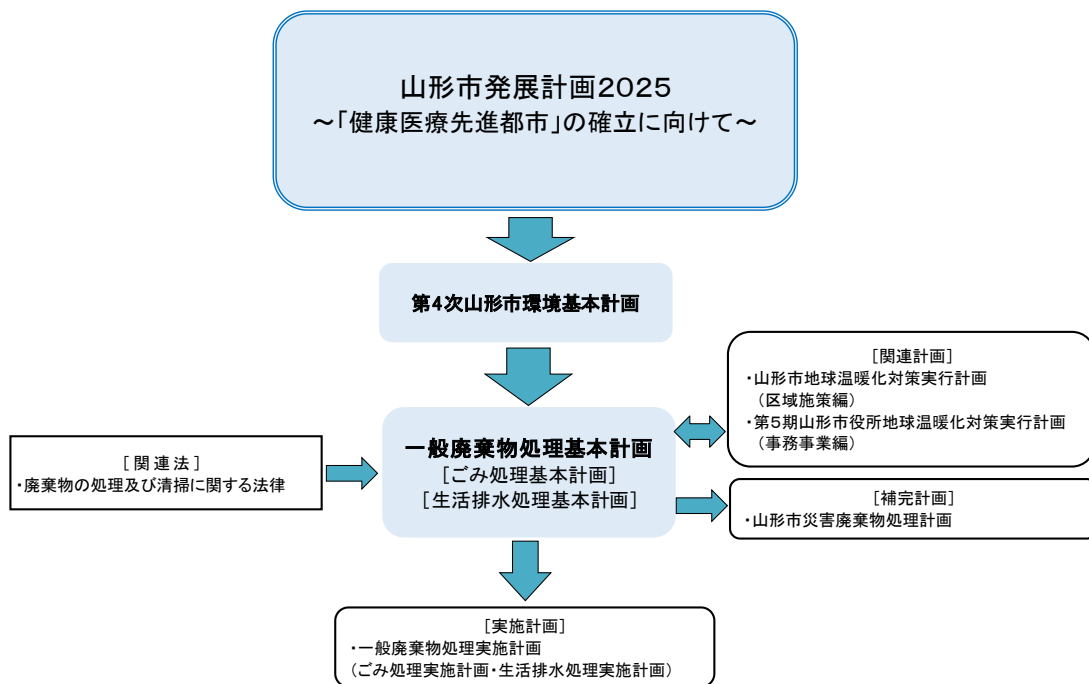 山形市発展計画2025
～「健康医療先進都市」の確立に向けて～
第4次山形市環境基本計画
[関連計画]
・山形市地球温暖化対策実行計画
（区域施策編）
・第5期山形市役所地球温暖化対策実行計画
（事務事業編）
一般廃棄物処理基本計画
[ごみ処理基本計画]
[生活排水処理基本計画]
[関連法]
・廃棄物の処理及び清掃に関する法律
[補完計画]
・山形市災害廃棄物処理計画
[実施計画]
・一般廃棄物処理実施計画
(ごみ処理実施計画・生活排水処理実施計画)